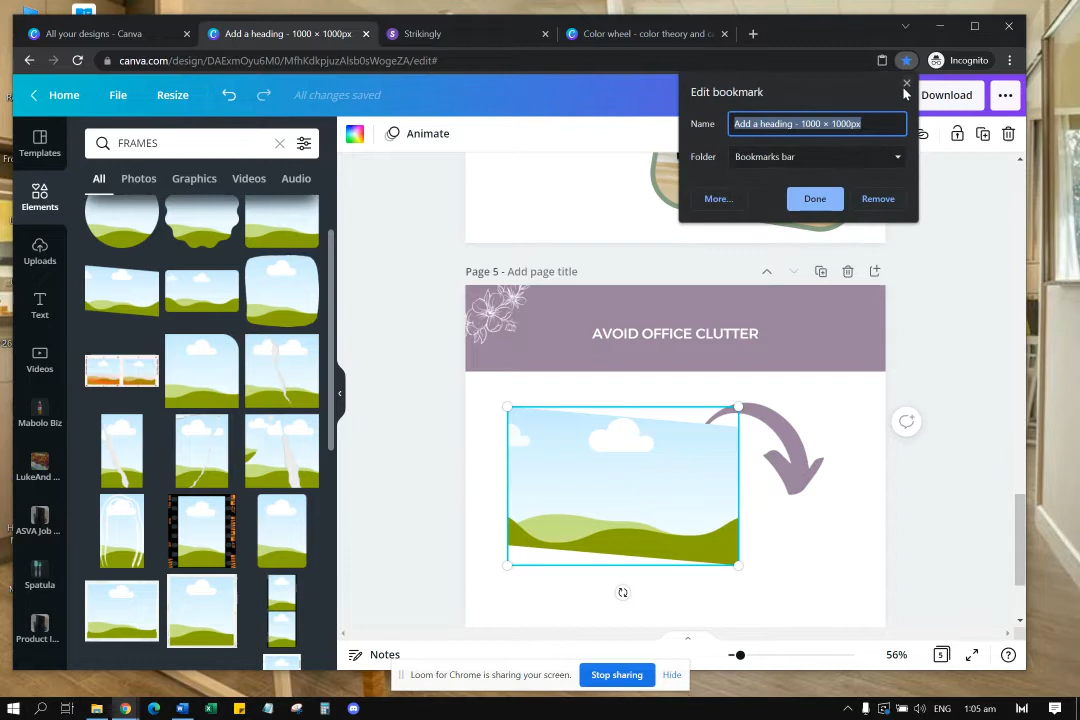 All your designs - Canva
Add a heading - 1000 × 1000px
Strikingly
Color wheel - color theory and ca
canva.com/design/DAExmOyu6M0/MfhKdkpjuzAlsb0sWogeZA/edit#
Incognito
Home
File
Resize
All changes saved
Download
Edit bookmark
Name
Add a heading - 1000 × 1000px
Folder
Bookmarks bar
More...
Done
Remove
Templates
Elements
Uploads
Text
Videos
Mabolo Biz
LukeAnd ...
ASVA Job ...
Spatula
Product I...
FRAMES
All
Photos
Graphics
Videos
Audio
Animate
Page 5 - Add page title
AVOID OFFICE CLUTTER
Notes
56%
5
Loom for Chrome is sharing your screen.
Stop sharing
Hide
ENG
1:05 am